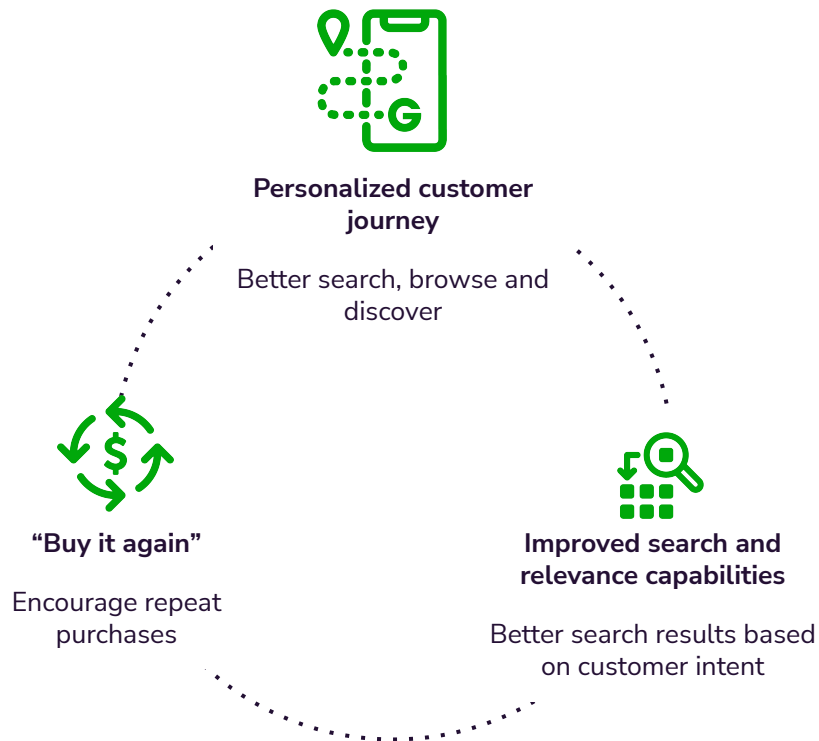 G
Personalized customer
journey
Better search, browse and
discover
$
“Buy it again”
Encourage repeat
purchases
Improved search and
relevance capabilities
Better search results based
on customer intent